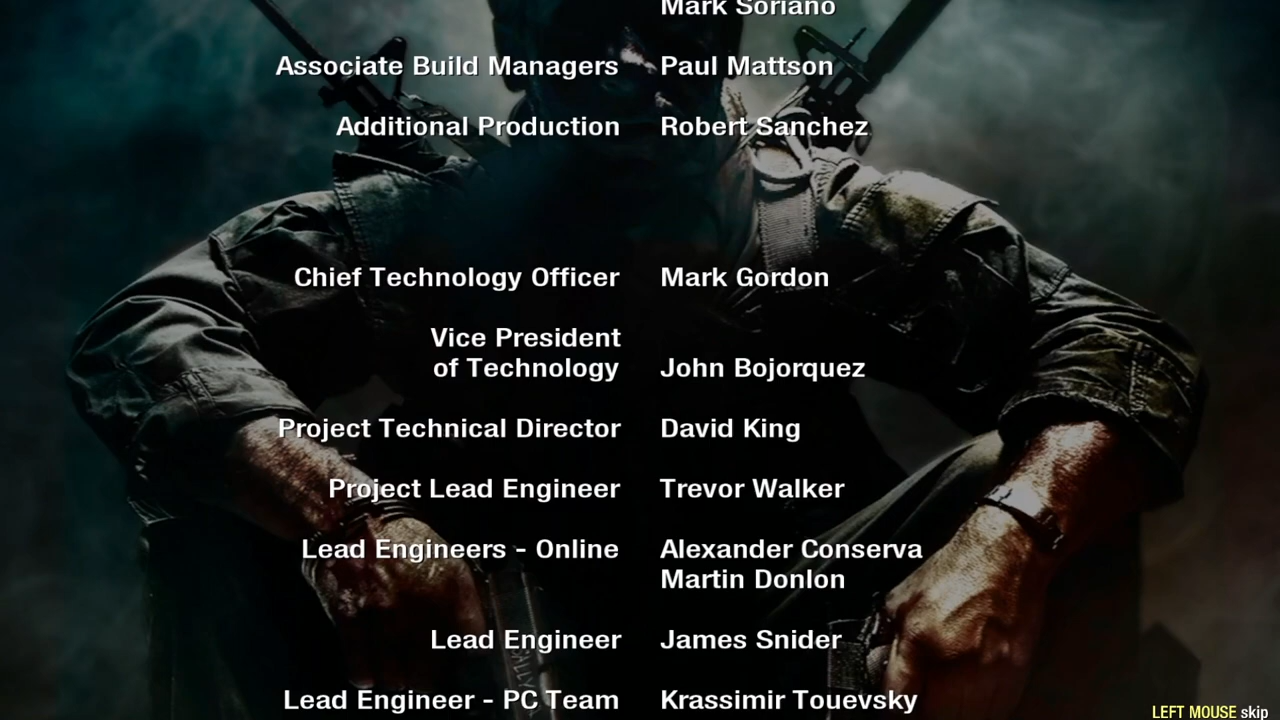 Mark Soriano
Associate Build Managers Paul Mattson
Additional Production Robert Sanchez
Chief Technology Officer Mark Gordon
Vice President
of Technology John Bojorquez
Project Technical Director David King
Project Lead Engineer Trevor Walker
Lead Engineers - Online Alexander Conserva
Martin Donlon
Lead Engineer James Snider
Lead Engineer - PC Team Krassimir Touevsky
LEFT MOUSE skip